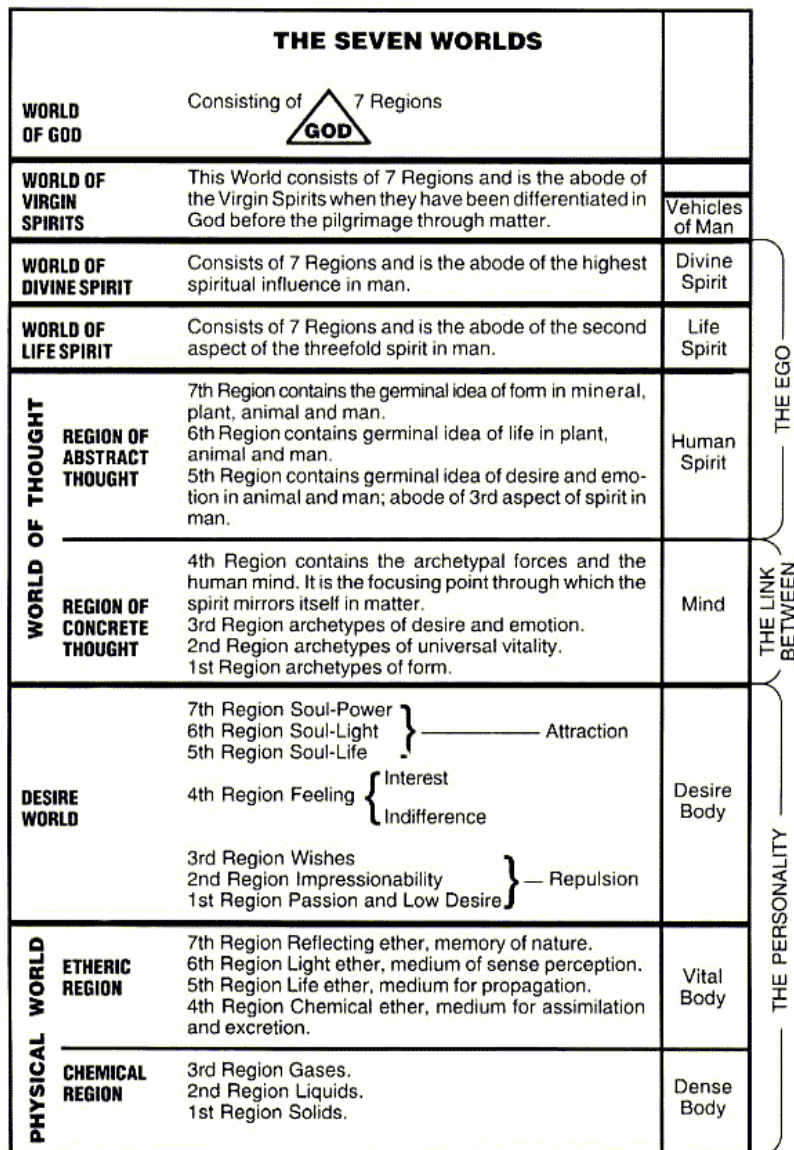 THE SEVEN WORLDS
WORLD
OF GOD
Consisting of GOD 7 Regions
WORLD OF
VIRGIN
SPIRITS
This World consists of 7 Regions and is the abode of
the Virgin Spirits when they have been differentiated in
God before the pilgrimage through matter.
Vehicles
of Man
WORLD OF
DIVINE SPIRIT
Consists of 7 Regions and is the abode of the highest
spiritual influence in man.
Divine
Spirit
WORLD OF
LIFE SPIRIT
Consists of 7 Regions and is the abode of the second
aspect of the threefold spirit in man.
Life
Spirit
THE EGO
WORLD OF THOUGHT
REGION OF
ABSTRACT
THOUGHT
7th Region contains the germinal idea of form in mineral,
plant, animal and man.
6th Region contains germinal idea of life in plant,
animal and man.
5th Region contains germinal idea of desire and emo-
tion in animal and man; abode of 3rd aspect of spirit in
man.
Human
Spirit
REGION OF
CONCRETE
THOUGHT
4th Region contains the archetypal forces and the
human mind. It is the focusing point through which the
spirit mirrors itself in matter.
3rd Region archetypes of desire and emotion.
2nd Region archetypes of universal vitality.
1st Region archetypes of form.
Mind
THE LINK
BETWEEN
DESIRE
WORLD
7th Region Soul-Power
6th Region Soul-Light
5th Region Soul-Life
Attraction
4th Region Feeling
Interest
Indifference
3rd Region Wishes
2nd Region Impressionability
1st Region Passion and Low Desire
Repulsion
Desire
Body
THE PERSONALITY
PHYSICAL WORLD
ETHERIC
REGION
7th Region Reflecting ether, memory of nature.
6th Region Light ether, medium of sense perception.
5th Region Life ether, medium for propagation.
4th Region Chemical ether, medium for assimilation
and excretion.
Vital
Body
CHEMICAL
REGION
3rd Region Gases.
2nd Region Liquids.
1st Region Solids.
Dense
Body